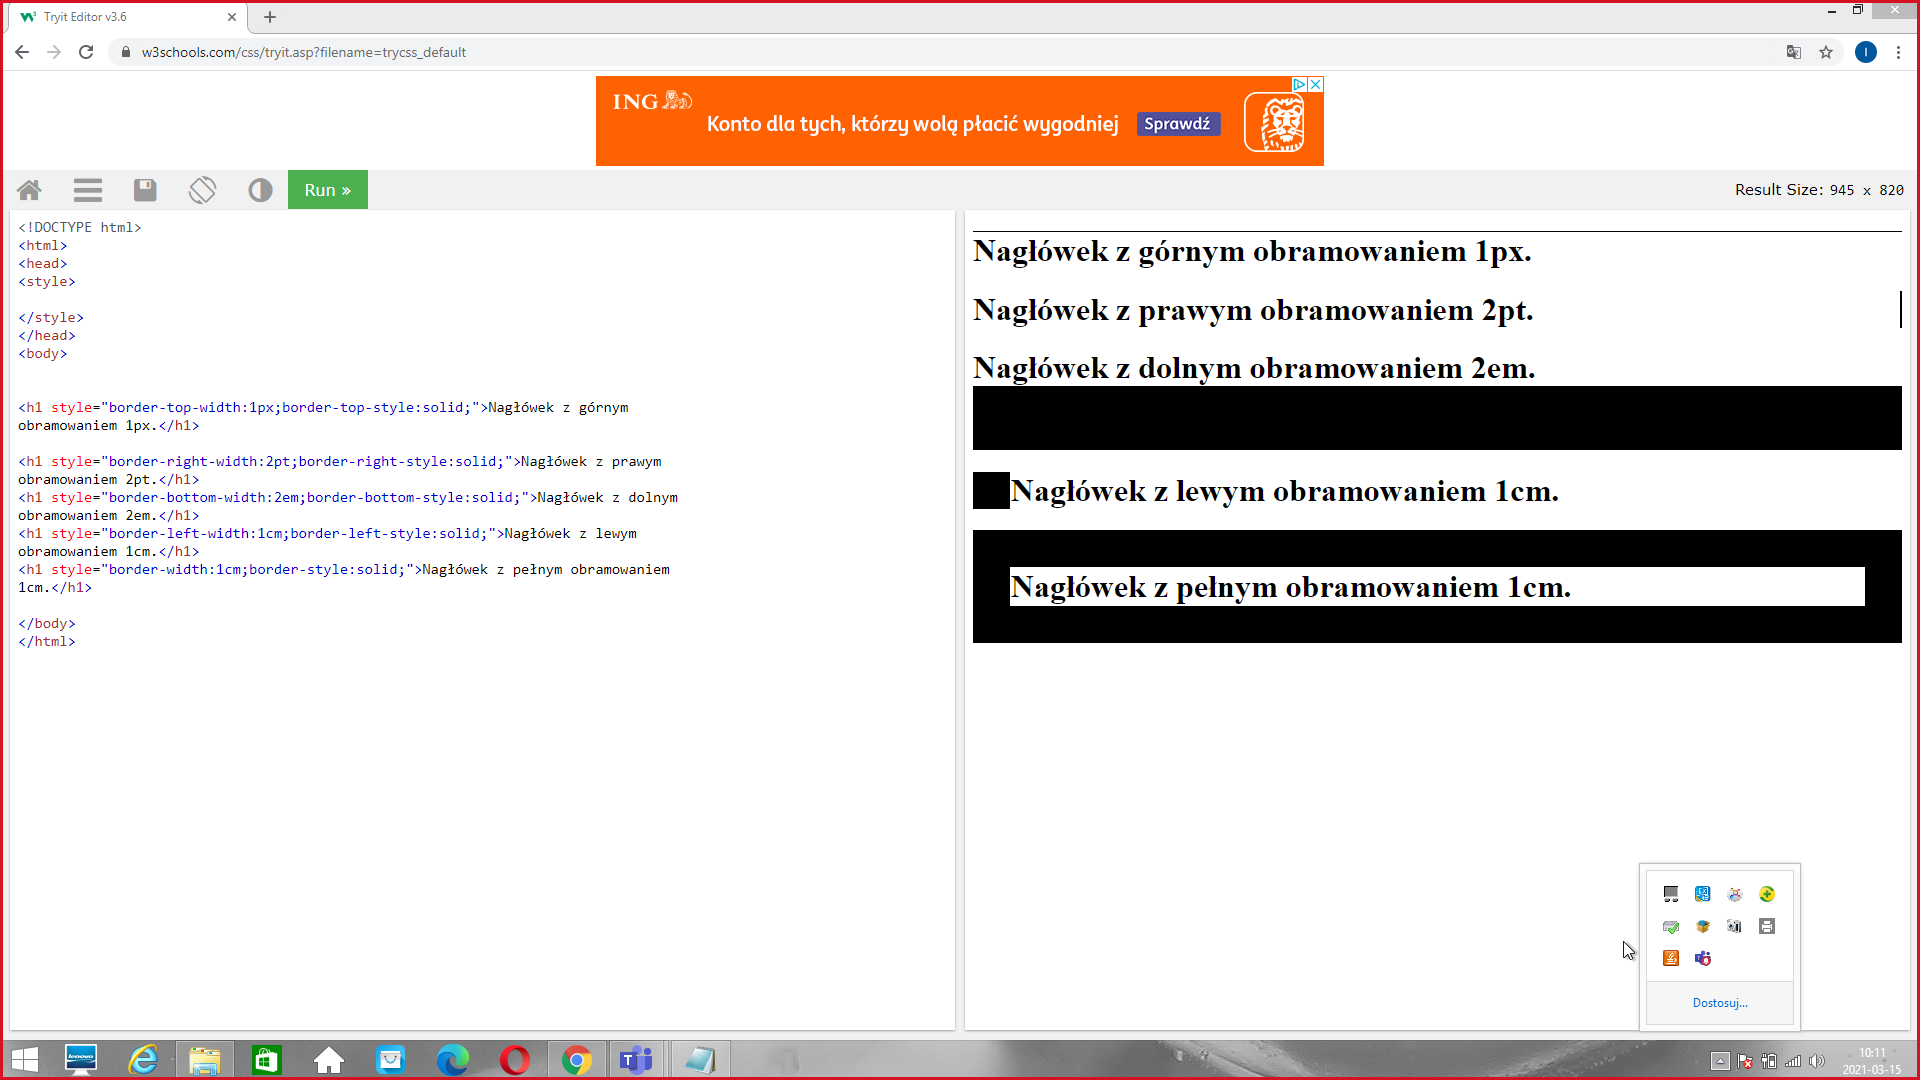 Tryit Editor v3.6
w3schools.com/css/tryit.asp?filename=trycss_default
ING
Konto dla tych, którzy wolą płacić wygodniej
Sprawdź
Run »
Result Size: 945 x 820
<!DOCTYPE html>
<html>
<head>
<style>
</style>
</head>
<body>
<h1 style="border-top-width:1px;border-top-style:solid;">Nagłówek z górnym
obramowaniem 1px.</h1>
<h1 style="border-right-width:2pt;border-right-style:solid;">Nagłówek z prawym
obramowaniem 2pt.</h1>
<h1 style="border-bottom-width:2em;border-bottom-style:solid;">Nagłówek z dolnym
obramowaniem 2em.</h1>
<h1 style="border-left-width:1cm;border-left-style:solid;">Nagłówek z lewym
obramowaniem 1cm.</h1>
<h1 style="border-width:1cm;border-style:solid;">Nagłówek z pełnym obramowaniem
1cm.</h1>
</body>
</html>
Nagłówek z górnym obramowaniem 1px.
Nagłówek z prawym obramowaniem 2pt.
Nagłówek z dolnym obramowaniem 2em.
Nagłówek z lewym obramowaniem 1cm.
Nagłówek z pełnym obramowaniem 1cm.
Dostosuj...
lenovo
10:11
2021-03-15